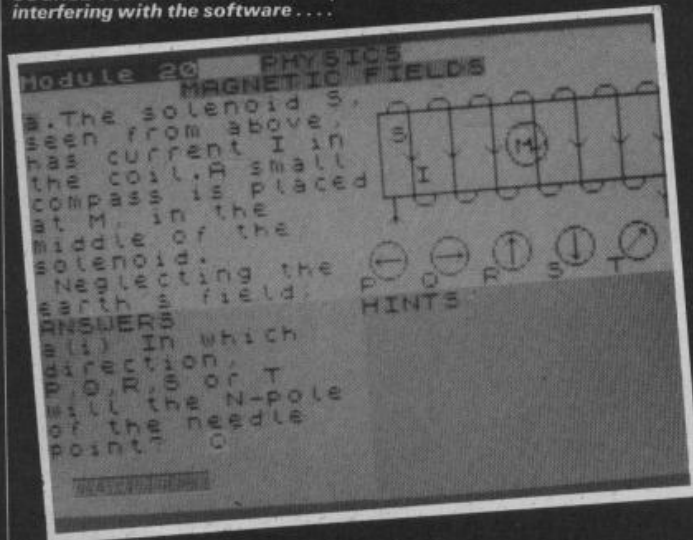 interfering with the software . . . .
Module 20
PHYSICS
MAGNETIC FIELDS
a.The solenoid S,
seen from above,
has current I in
the coil.A small
compass is placed
at M, in the
middle of the
solenoid.
Neglecting the
earth's field.
S
I
M
P Q R S T
ANSWERS
a(i) In which
direction,
P,Q,R,S or T
will the N-pole
of the needle
point? Q
HINTS